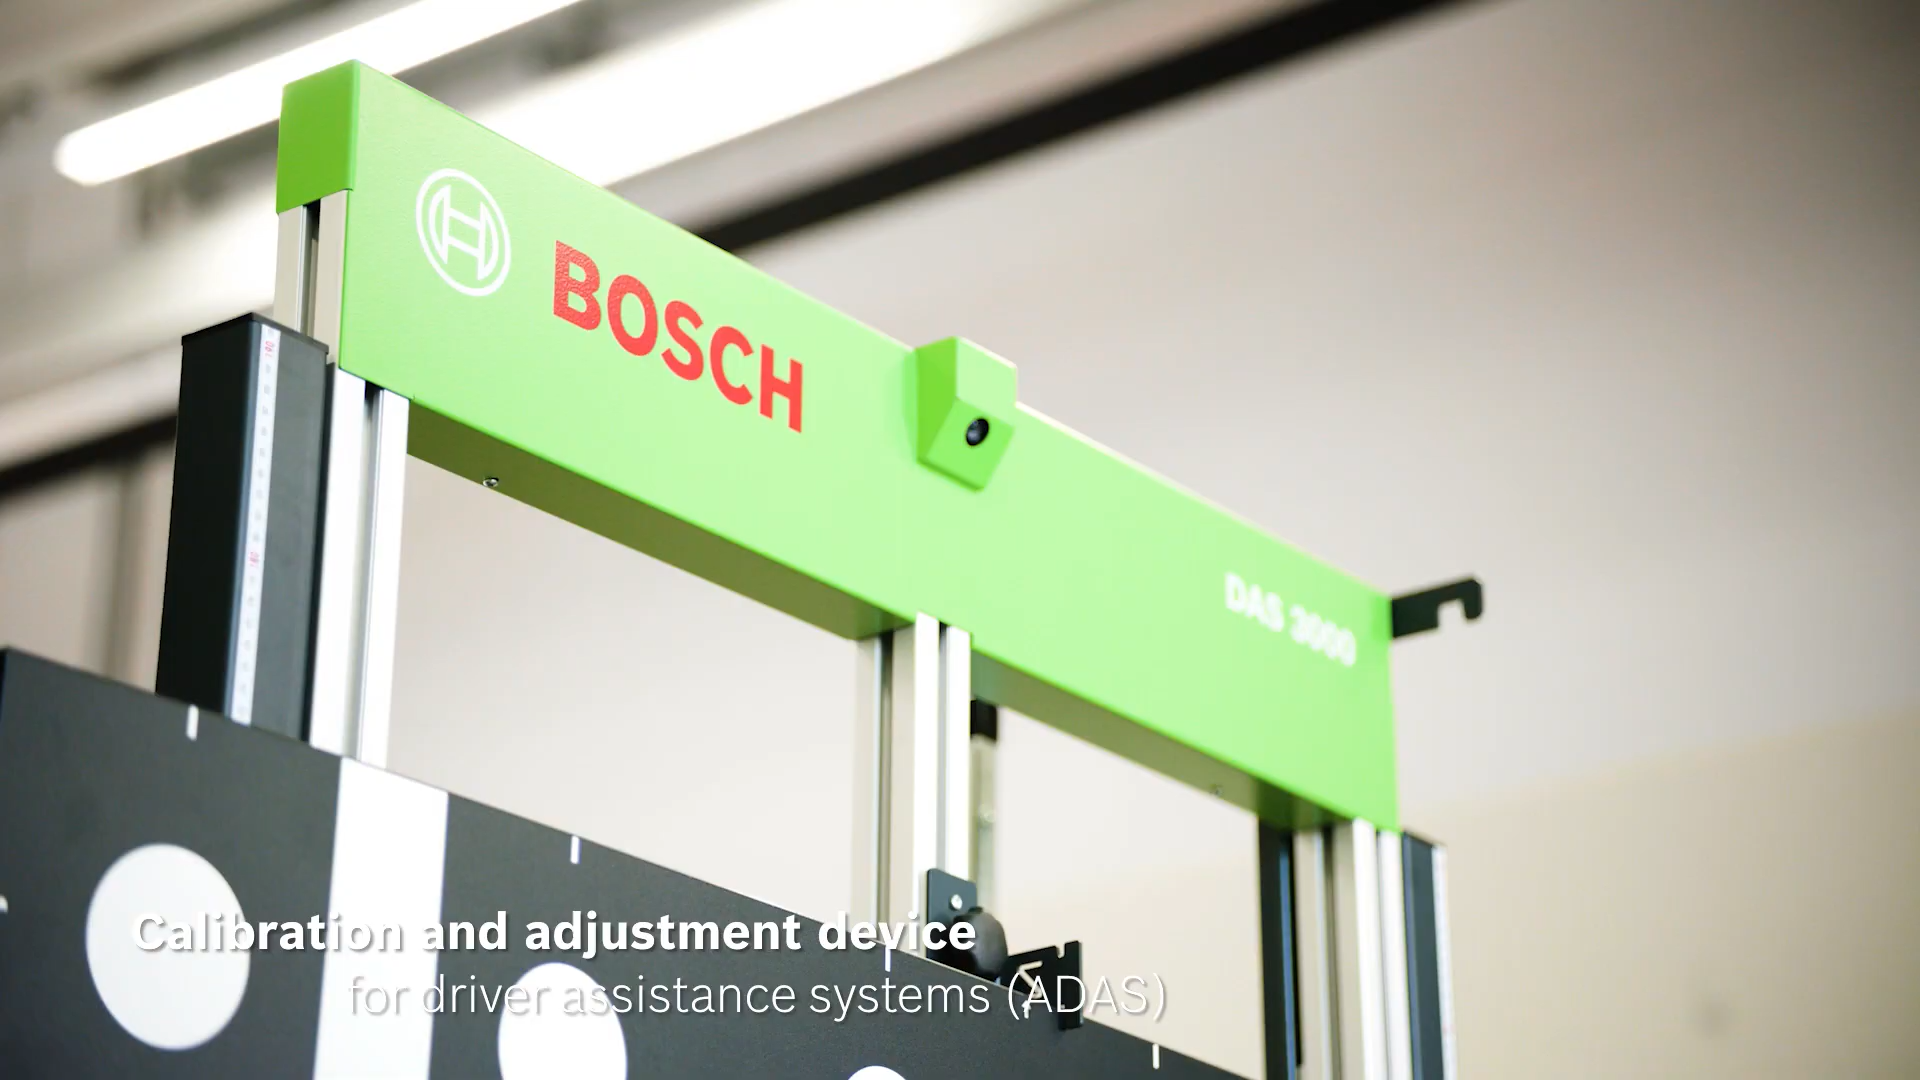 BOSCH
DAS 3000
Calibration and adjustment device
for driver assistance systems (ADAS)